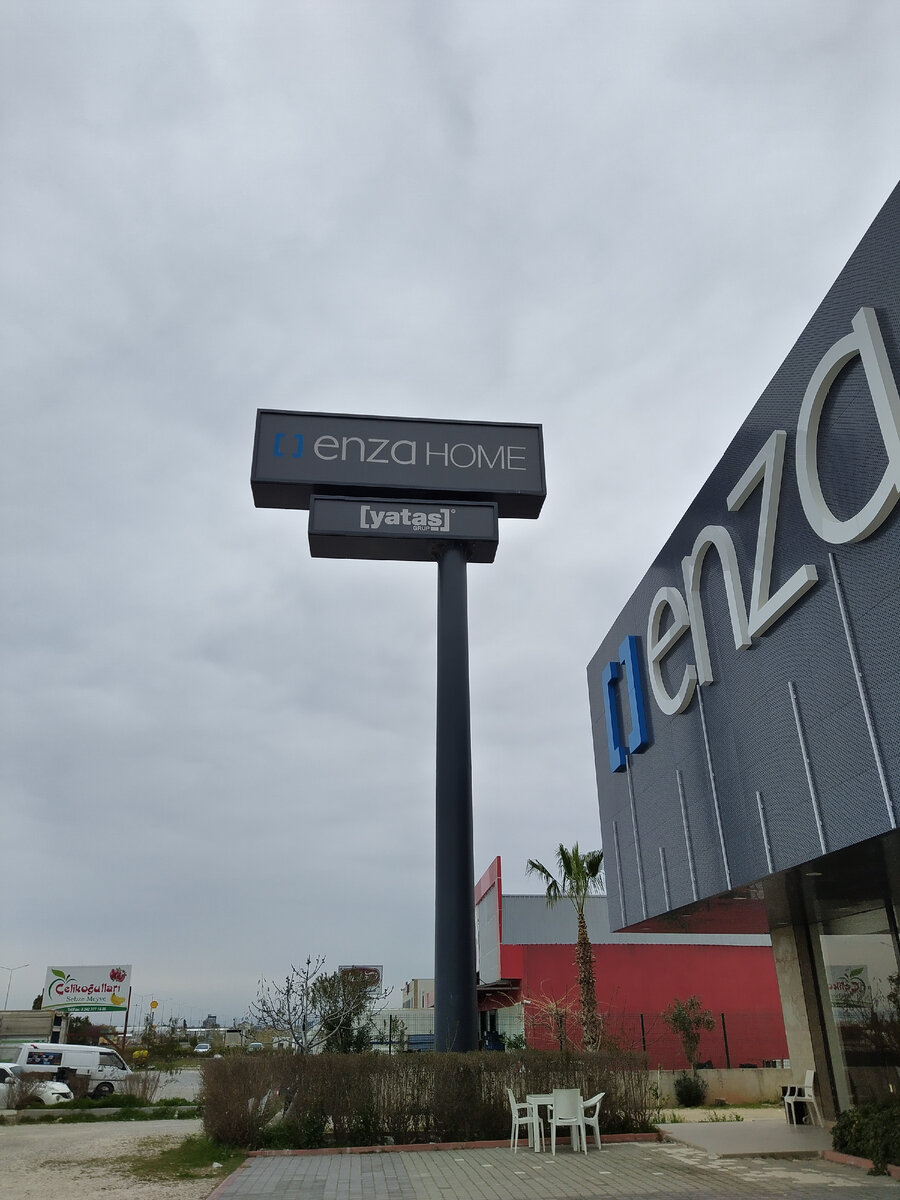 enza HOME
[yataş]
GRUP
enza
Çelikoğulları
Sebze Meyve